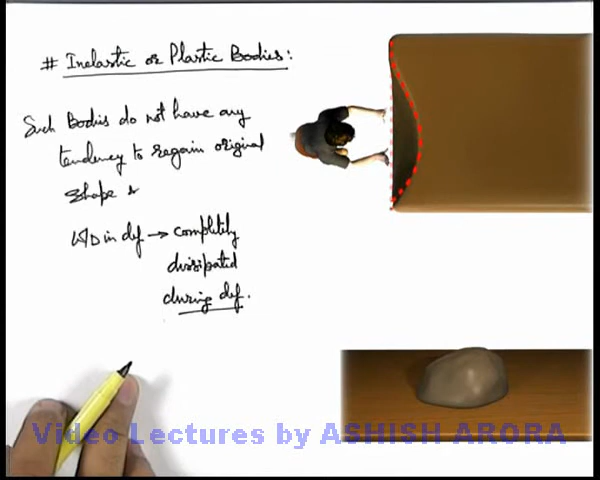 # Inelastic or Plastic Bodies:
Such Bodies do not have any
tendency to regain original
shape &
WD in def → completely
dissipated
during def.
Video Lectures by ASHISH ARORA